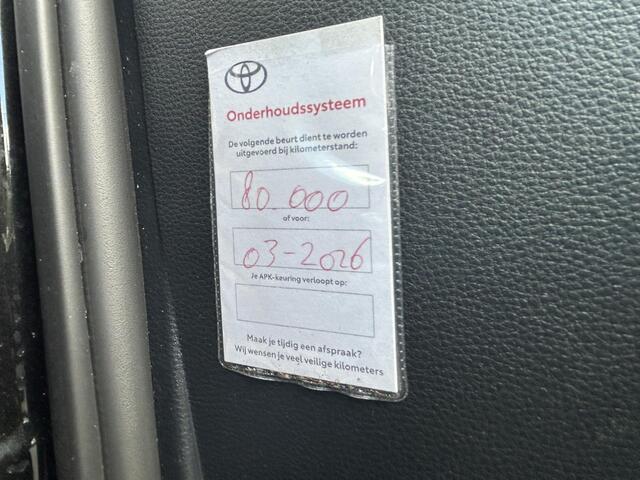 Onderhoudssysteem
De volgende beurt dient te worden
uitgevoerd bij kilometerstand:
80.000
of voor:
03-2026
Je APK-keuring verloopt op:
Maak je tijdig een afspraak?
Wij wensen je veel veilige kilometers